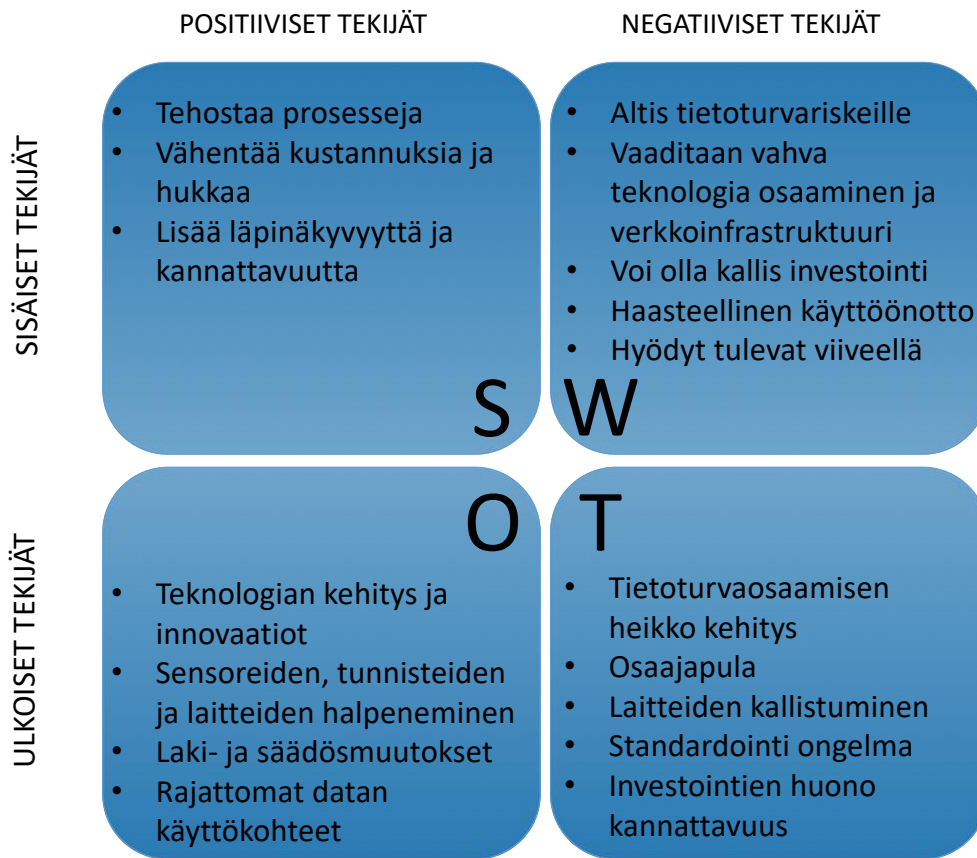 POSITIIVISET TEKIJÄT
NEGATIIVISET TEKIJÄT
SISÄISET TEKIJÄT
• Tehostaa prosesseja
• Vähentää kustannuksia ja
hukkaa
• Lisää läpinäkyvyyttä ja
kannattavuutta
S
• Altis tietoturvariskeille
• Vaaditaan vahva
teknologia osaaminen ja
verkkoinfrastruktuuri
• Voi olla kallis investointi
• Haasteellinen käyttöönotto
• Hyödyt tulevat viiveellä
W
ULKOISET TEKIJÄT
O
• Teknologian kehitys ja
innovaatiot
• Sensoreiden, tunnisteiden
ja laitteiden halpeneminen
• Laki- ja säädösmuutokset
• Rajattomat datan
käyttökohteet
T
• Tietoturvaosaamisen
heikko kehitys
• Osaajapula
• Laitteiden kallistuminen
• Standardointi ongelma
• Investointien huono
kannattavuus